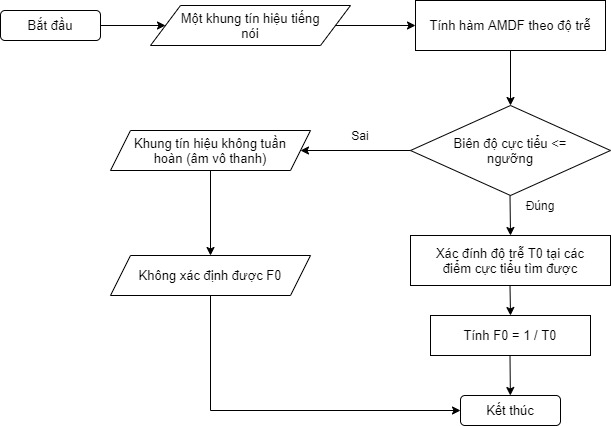 Bắt đầu
Một khung tín hiệu tiếng
nói
Tính hàm AMDF theo độ trễ
Biên độ cực tiểu <=
ngưỡng
Sai
Khung tín hiệu không tuần
hoàn (âm vô thanh)
Đúng
Không xác định được F0
Xác đính độ trễ T0 tại các
điểm cực tiểu tìm được
Tính F0 = 1 / T0
Kết thúc